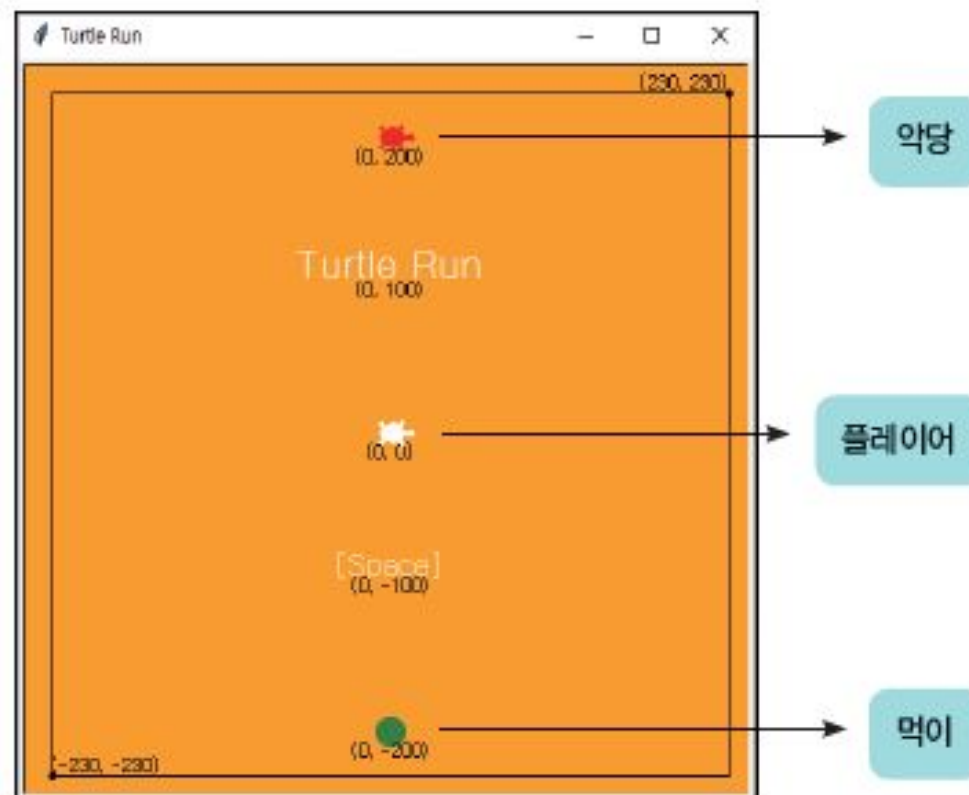 Turtle Run
(230, 230)
악당
(0, 200)
Turtle Run
(0, 100)
플레이어
(0, 0)
[Space]
(0, -100)
먹이
(0, -200)
(-230, -230)